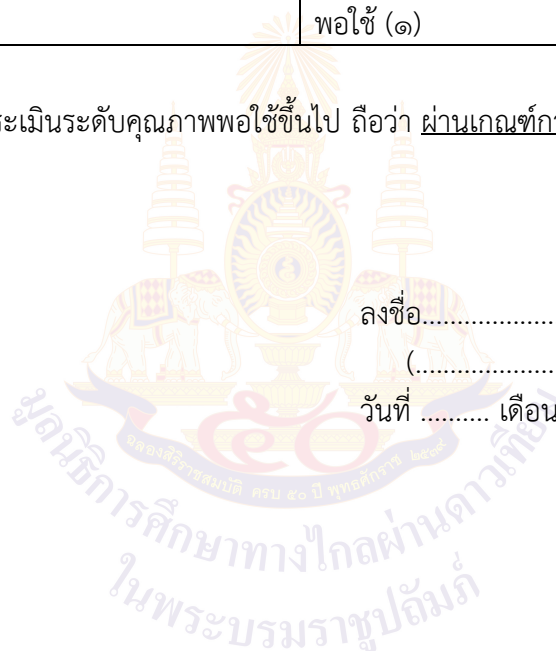 พอใช้ (๑)
ระเมินระดับคุณภาพพอใช้ขึ้นไป ถือว่า ผ่านเกณฑ์กา
ลงชื่อ...................
(....................
วันที่ .......... เดือน
ฉลองสิริราชสมบัติ ครบ ๕๐ ปี พุทธศักราช ๒๕๓๙
มูลนิธิการศึกษาทางไกลผ่านดาวเทียม
ในพระบรมราชูปถัมภ์